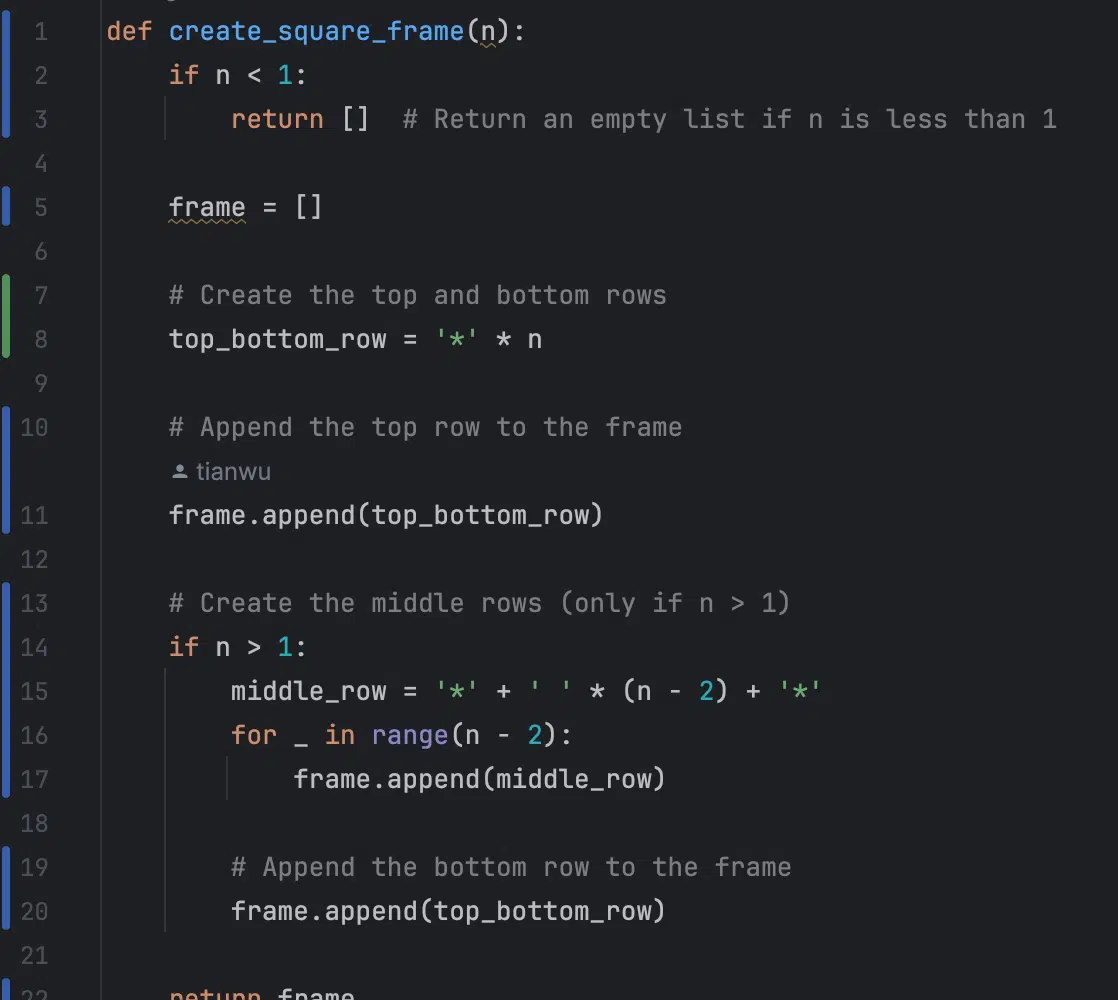 1 def create_square_frame(n):
2     if n < 1:
3         return []  # Return an empty list if n is less than 1
4
5     frame = []
6
7     # Create the top and bottom rows
8     top_bottom_row = '*' * n
9
10     # Append the top row to the frame
tianwu
11     frame.append(top_bottom_row)
12
13     # Create the middle rows (only if n > 1)
14     if n > 1:
15         middle_row = '*' + ' ' * (n - 2) + '*'
16         for _ in range(n - 2):
17             frame.append(middle_row)
18
19         # Append the bottom row to the frame
20         frame.append(top_bottom_row)
21
22     return frame